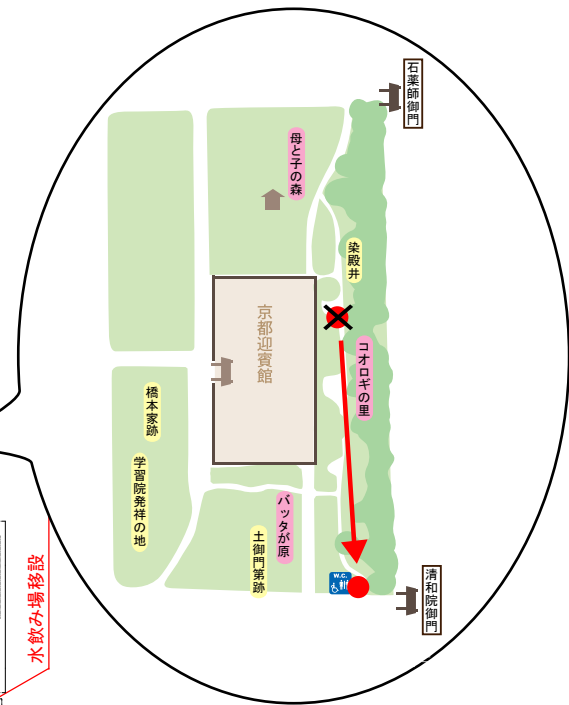 石薬師御門
母と子の森
染殿井
京都迎賓館
コオロギの里
橋本家跡
学習院発祥の地
バッタが原
土御門第跡
W.C.
清和院御門
水飲み場移設